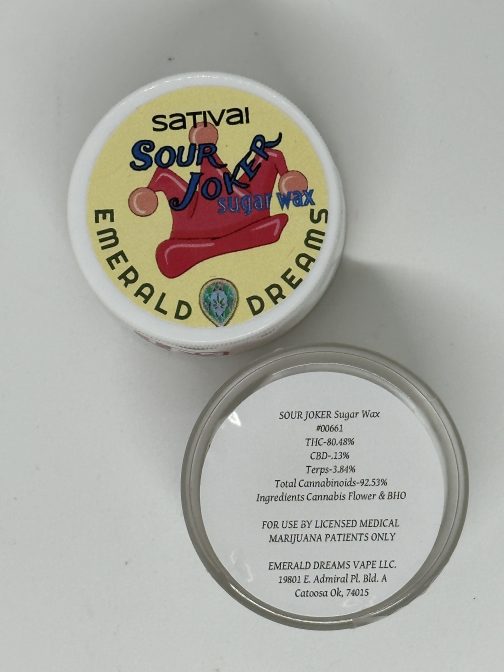 SATIVAI
SOUR
JOKER
sugar wax
EMERALD DREAMS
SOUR JOKER Sugar Wax
#00661
THC-80.48%
CBD-.13%
Terps-3.84%
Total Cannabinoids-92.53%
Ingredients Cannabis Flower & BHO
FOR USE BY LICENSED MEDICAL
MARIJUANA PATIENTS ONLY
EMERALD DREAMS VAPE LLC.
19801 E. Admiral Pl. Bld. A
Catoosa Ok, 74015